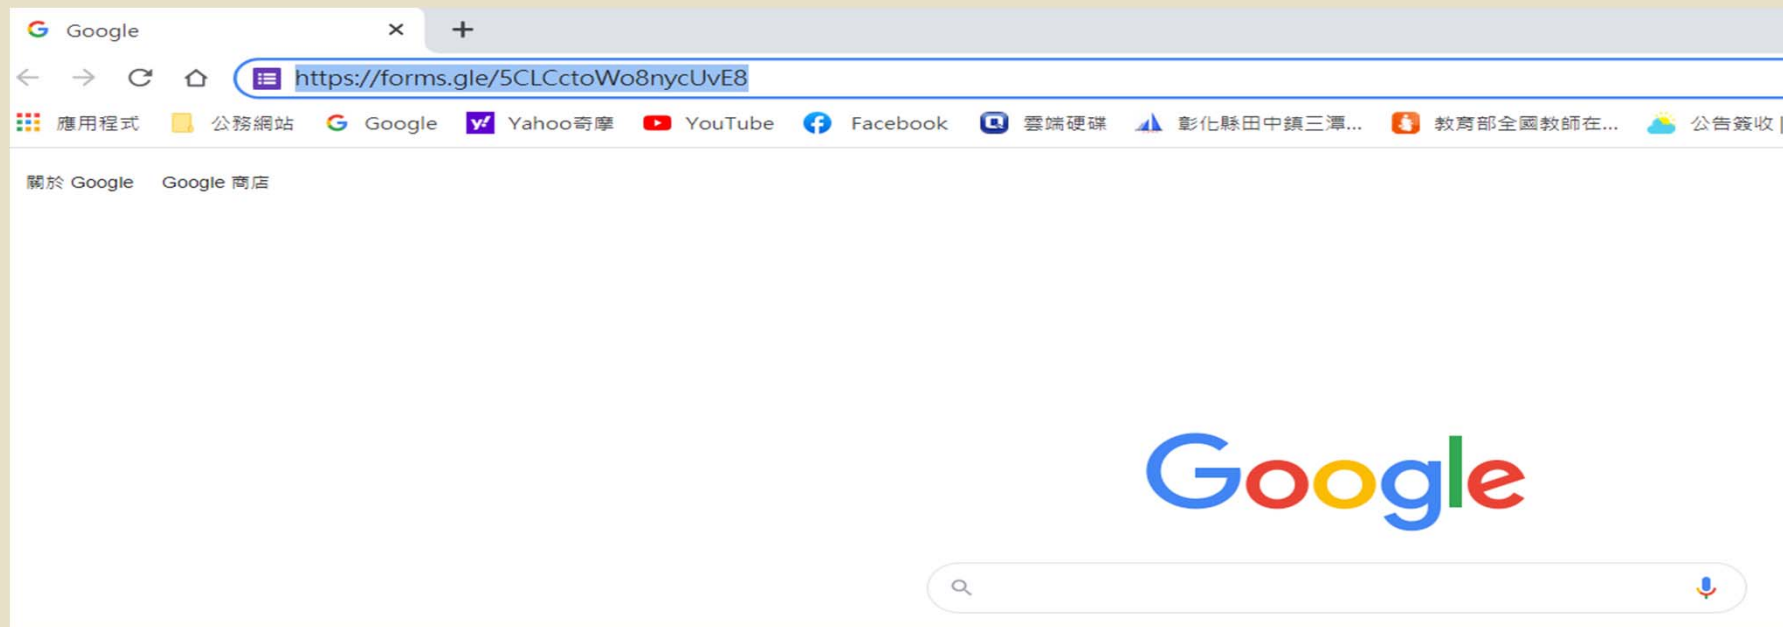 Google
https://forms.gle/5CLCctoWo8nycUvE8
應用程式 公務網站 Google Yahoo奇摩 YouTube Facebook 雲端硬碟 彰化縣田中鎮三潭... 教育部全國教師在... 公告簽收 |
關於 Google Google 商店
Google